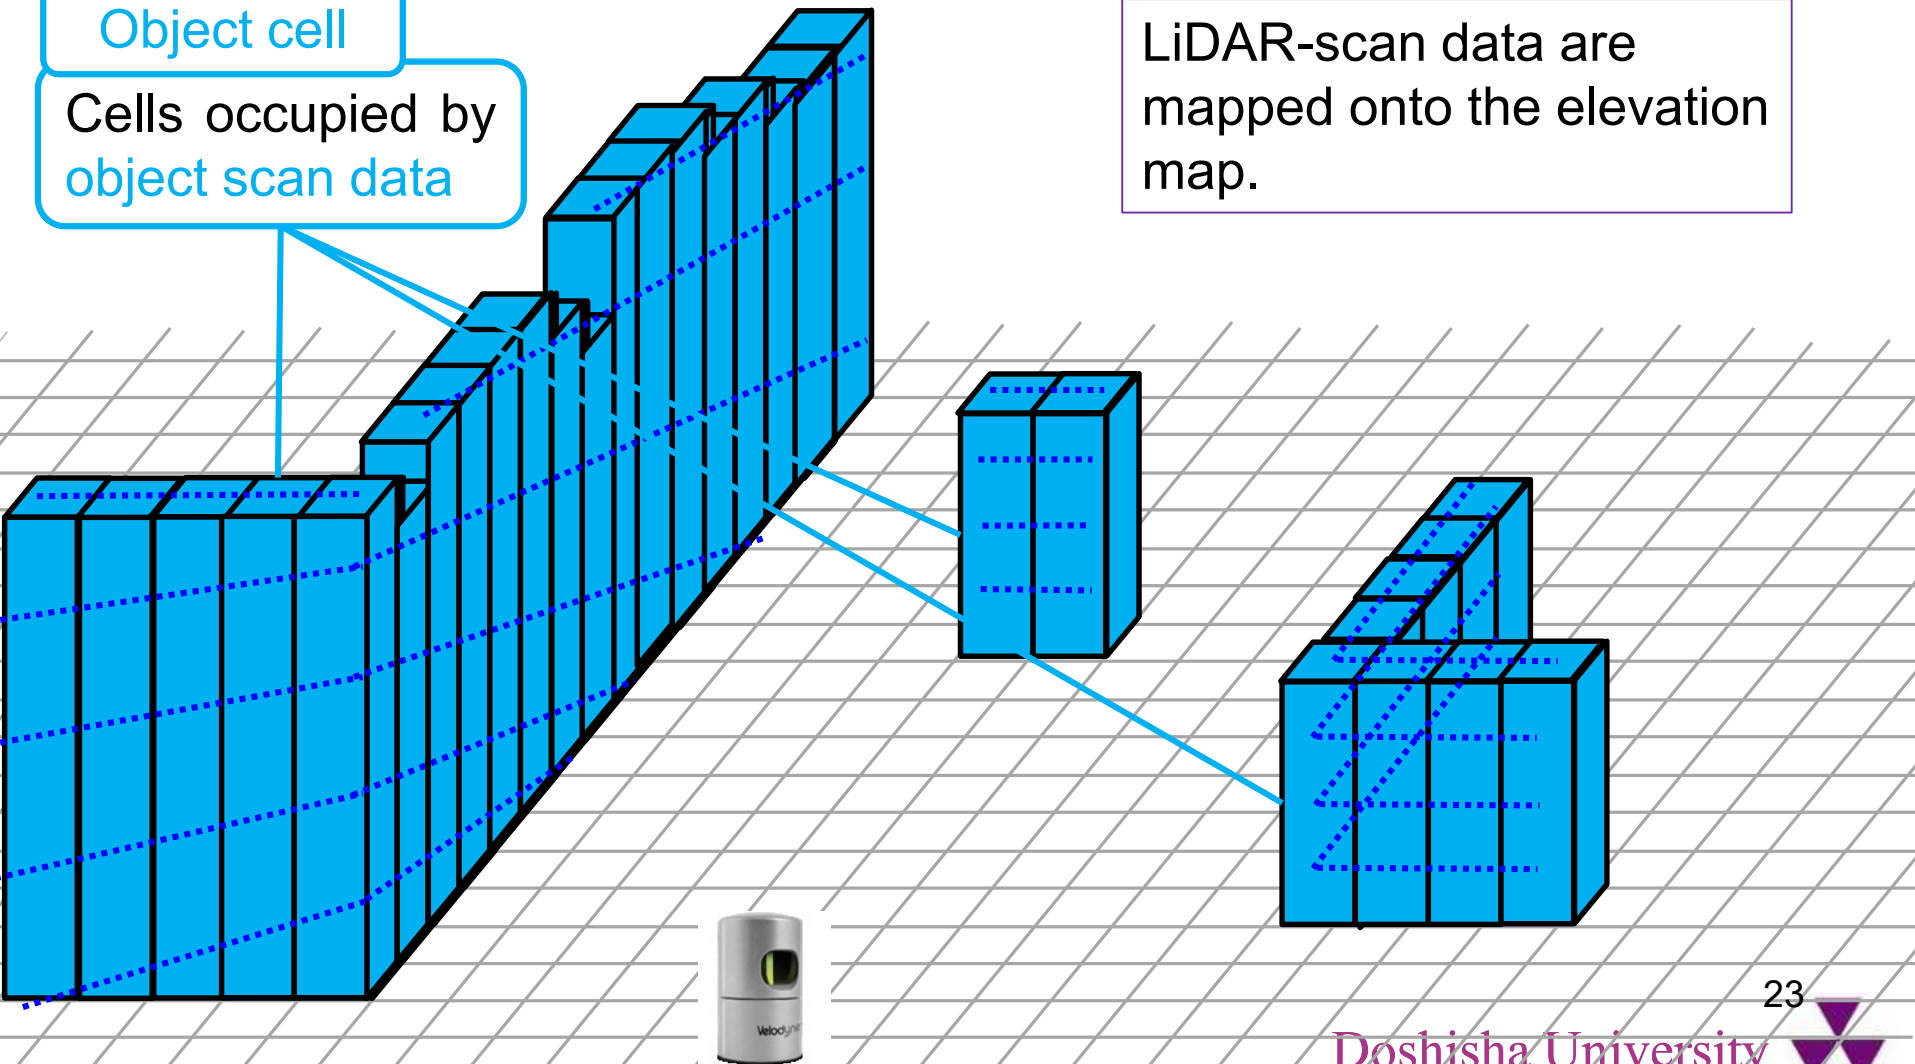 Object cell
Cells occupied by
object scan data
LiDAR-scan data are
mapped onto the elevation
map.
Velodyne
23
Doshisha University